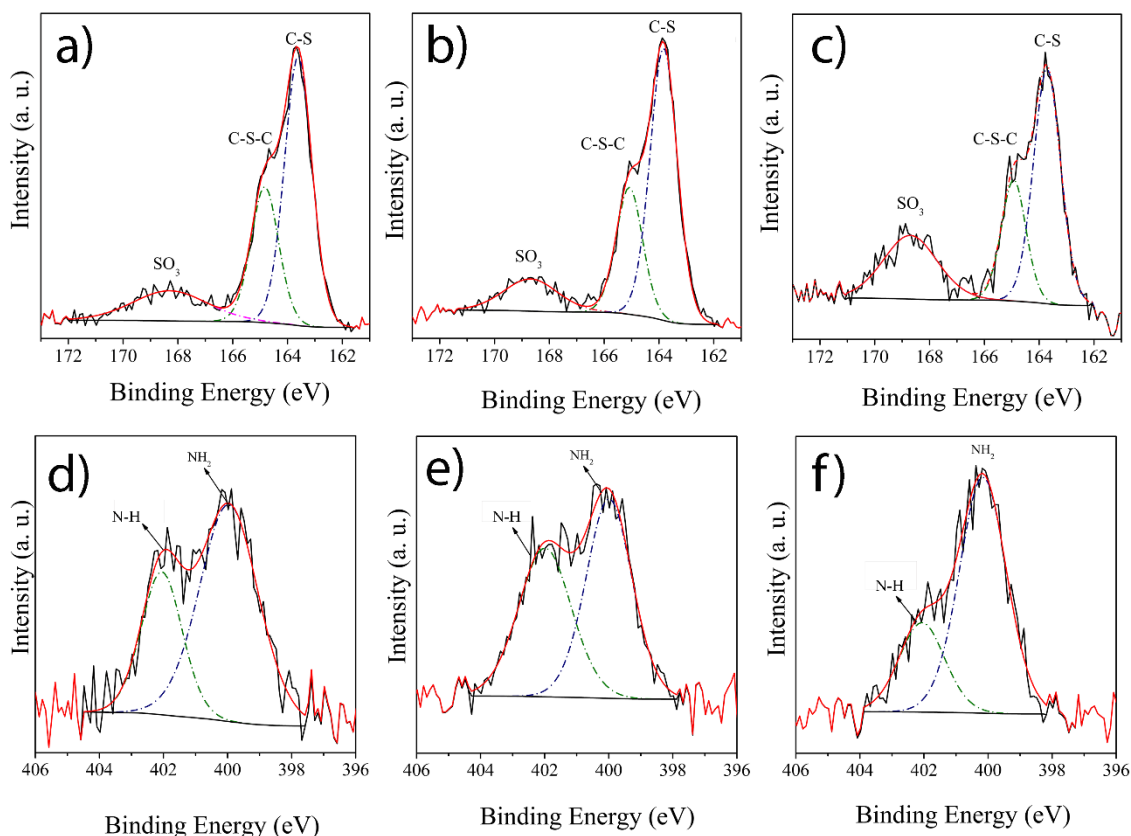 a)
C-S
C-S-C
SO3
Intensity (a. u.)
172 170 168 166 164 162
Binding Energy (eV)
b)
C-S
C-S-C
SO3
Intensity (a. u.)
172 170 168 166 164 162
Binding Energy (eV)
c)
C-S
C-S-C
SO3
Intensity (a. u.)
172 170 168 166 164 162
Binding Energy (eV)
d)
NH2
N-H
Intensity (a. u.)
406 404 402 400 398 396
Binding Energy (eV)
e)
NH2
N-H
Intensity (a. u.)
406 404 402 400 398 396
Binding Energy (eV)
f)
NH2
N-H
Intensity (a. u.)
406 404 402 400 398 396
Binding Energy (eV)